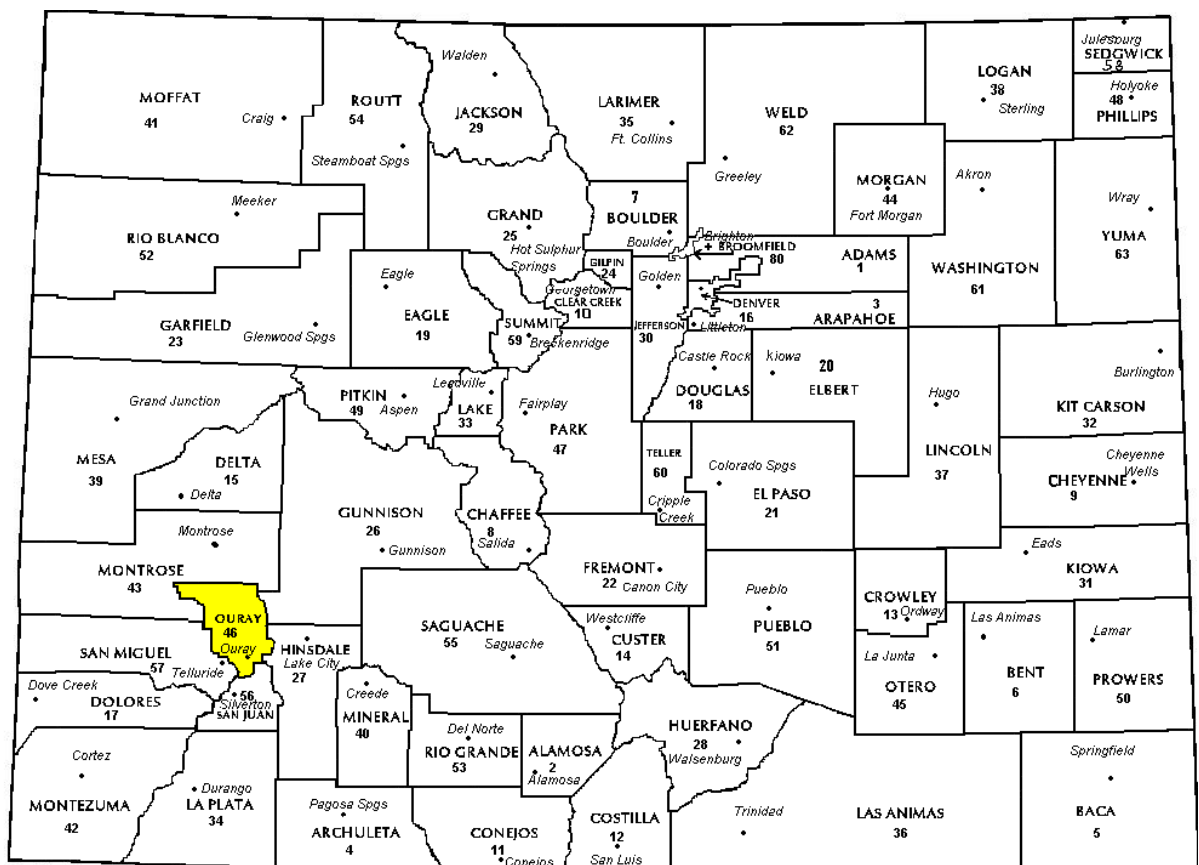 MOFFAT
41
Craig
ROUTT
54
Steamboat Spgs
Walden
JACKSON
29
LARIMER
35
Ft. Collins
WELD
62
Greeley
LOGAN
38
Sterling
Julesburg
SEDGWICK
58
Holyoke
48
PHILLIPS
MORGAN
44
Fort Morgan
Akron
WASHINGTON
61
Wray
YUMA
63
Meeker
RIO BLANCO
52
GRAND
25
Hot Sulphur
Springs
7
BOULDER
Boulder
Brighton
+ BROOMFIELD
80
ADAMS
1
GILPIN
24
Golden
JEFFERSON
30
Georgetown
CLEAR CREEK
10
DENVER
16
3
ARAPAHOE
Littleton
GARFIELD
23
Glenwood Spgs
Eagle
EAGLE
19
SUMMIT
59
Breckenridge
Castle Rock
DOUGLAS
18
kiowa
20
ELBERT
Hugo
LINCOLN
37
Burlington
KIT CARSON
32
Grand Junction
MESA
39
DELTA
15
Delta
PITKIN
49
Aspen
Leadville
LAKE
33
Fairplay
PARK
47
TELLER
60
Cripple
Creek
Colorado Spgs
EL PASO
21
Cheyenne
Wells
CHEYENNE
9
Montrose
MONTROSE
43
GUNNISON
26
Gunnison
CHAFFEE
8
Salida
FREMONT
22
Canon City
Pueblo
PUEBLO
51
CROWLEY
13
Ordway
Eads
KIOWA
31
OURAY
46
Ouray
SAN MIGUEL
57
Telluride
HINSDALE
Lake City
27
SAGUACHE
55
Saguache
Westcliffe
CUSTER
14
La Junta
OTERO
45
Las Animas
BENT
6
Lamar
PROWERS
50
Dove Creek
DOLORES
17
56
Silverton
SAN JUAN
Creede
MINERAL
40
Del Norte
RIO GRANDE
53
ALAMOSA
2
Alamosa
HUERFANO
28
Walsenburg
Cortez
MONTEZUMA
42
Durango
LA PLATA
34
Pagosa Spgs
ARCHULETA
4
CONEJOS
11
Conejos
COSTILLA
12
San Luis
Trinidad
LAS ANIMAS
36
Springfield
BACA
5